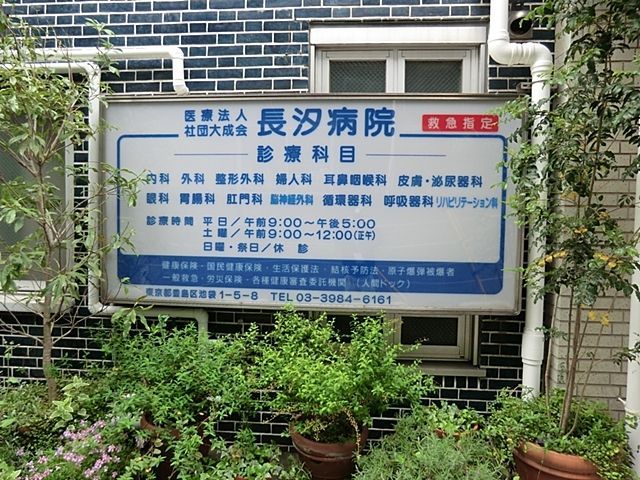 医療法人
社団大成会 長汐病院 救急指定
診療科目
内科 外科 整形外科 婦人科 耳鼻咽喉科 皮膚・泌尿器科
眼科 胃腸科 肛門科 脳神経外科 循環器科 呼吸器科 リハビリテーション科
診療時間 平日／午前9:00～午後5:00
土曜／午前9:00～12:00(正午)
日曜・祭日／休 診
健康保険・国民健康保険・生活保護法・結核予防法・原子爆弾被爆者
一般救急・労災保険・各種健康審査委託機関（人間ドック）
東京都豊島区池袋1-5-8 TEL 03-3984-6161